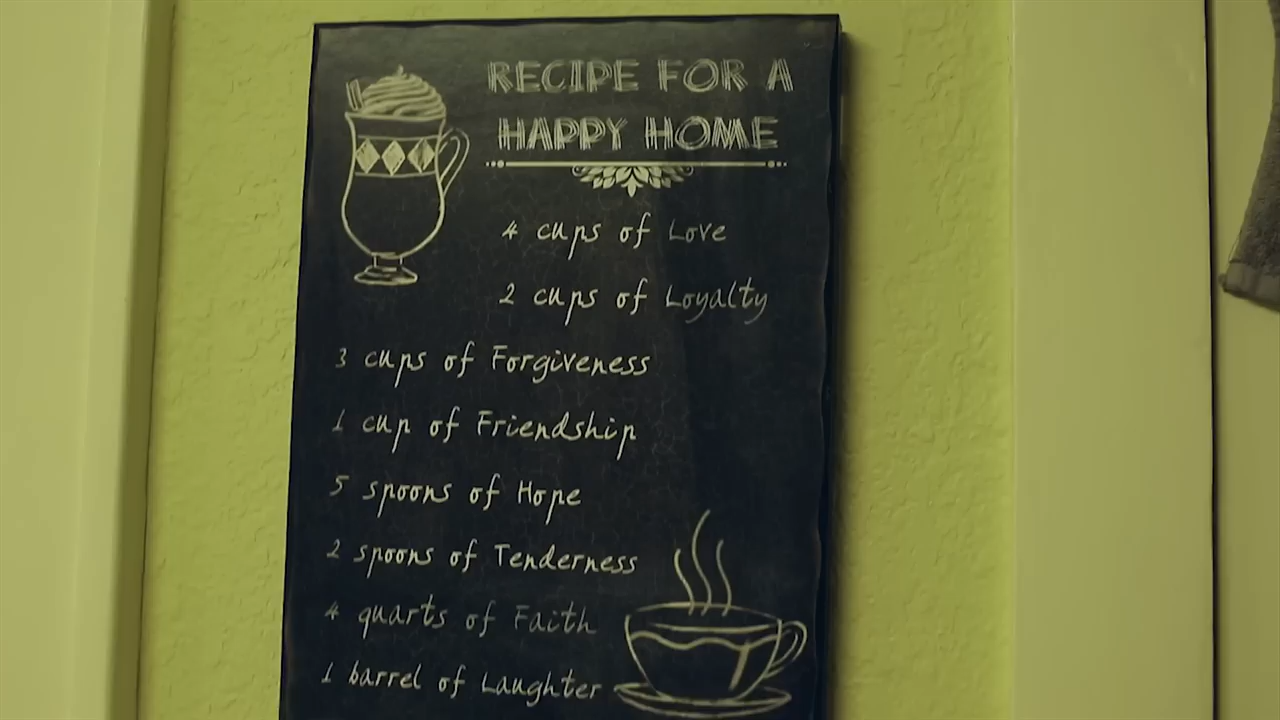 RECIPE FOR A
HAPPY HOME
4 cups of Love
2 cups of Loyalty
3 cups of Forgiveness
1 cup of Friendship
5 spoons of Hope
2 spoons of Tenderness
4 quarts of Faith
1 barrel of Laughter